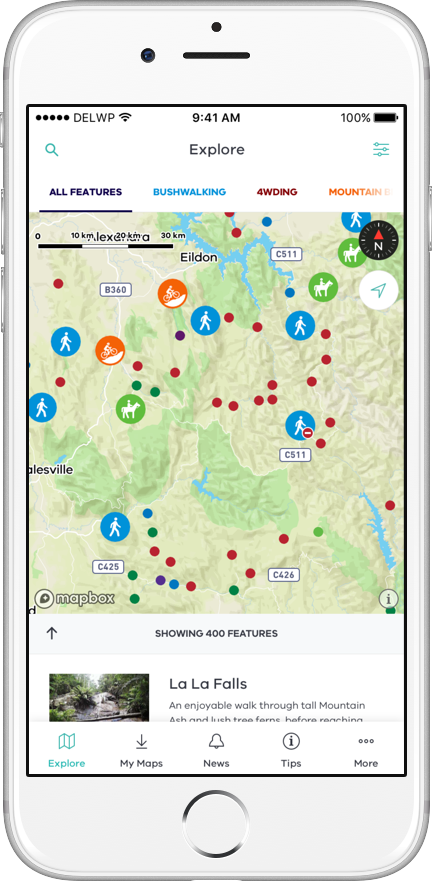 DELWP
9:41 AM
100%
Explore
ALL FEATURES
BUSHWALKING
4WDING
MOUNTAIN
0 10 km 20 km 30 km
Alexandra
N
Eildon
C511
B360
C511
alesville
C425
C426
mapbox
i
d
SHOWING 400 FEATURES
La La Falls
An enjoyable walk through tall Mountain
Ash and lush tree ferns, before reaching
Explore
My Maps
News
Tips
More